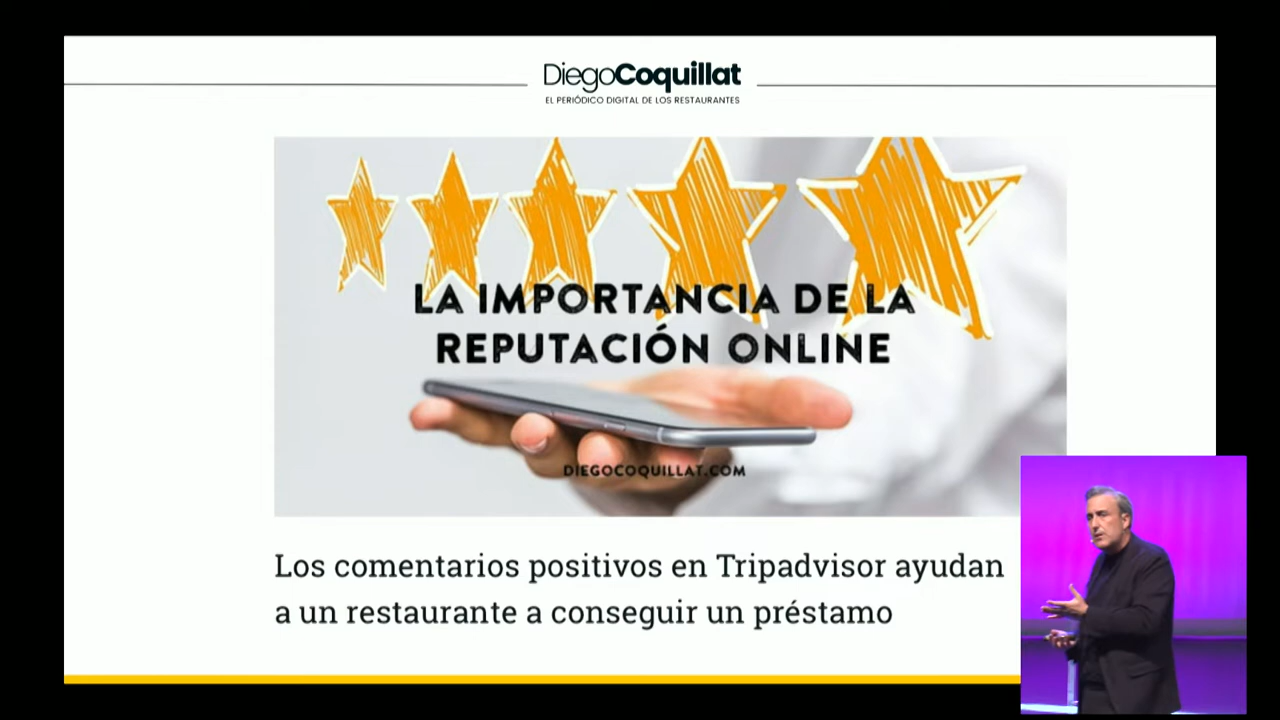 DiegoCoquillat
EL PERIÓDICO DIGITAL DE LOS RESTAURANTES
LA IMPORTANCIA DE LA
REPUTACIÓN ONLINE
DIEGOCOQUILLAT.COM
Los comentarios positivos en Tripadvisor ayudan
a un restaurante a conseguir un préstamo